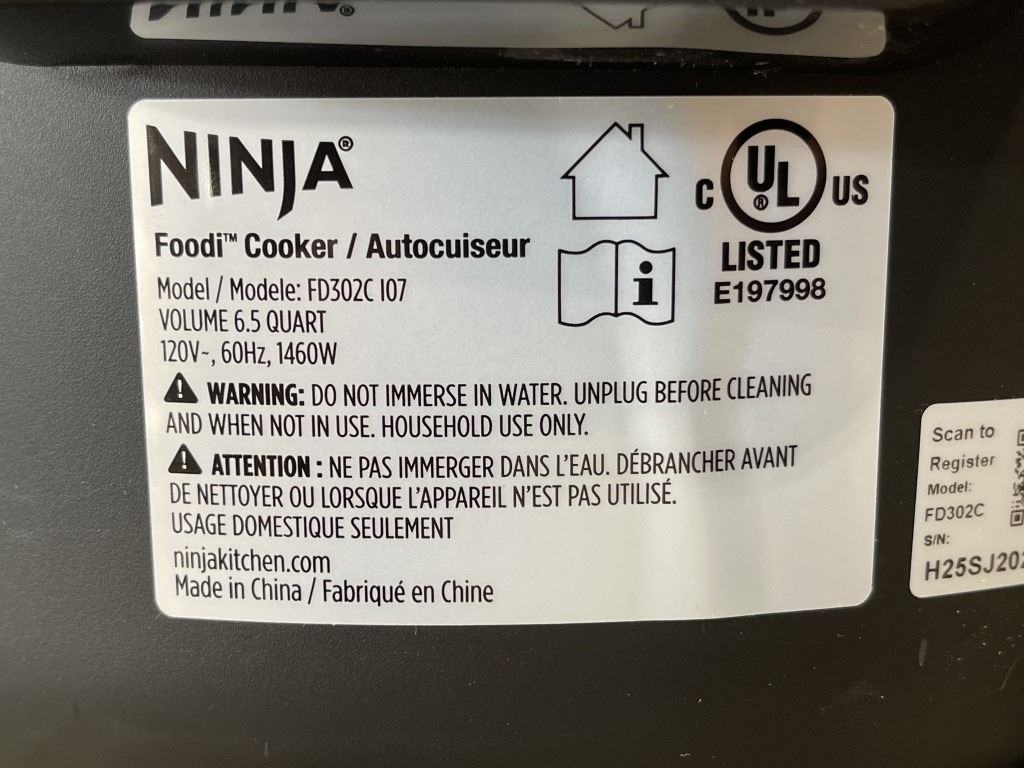 NINJA®
Foodi™ Cooker / Autocuiseur
Model / Modele: FD302C I07
VOLUME 6.5 QUART
120V~, 60Hz, 1460W
⚠ WARNING: DO NOT IMMERSE IN WATER. UNPLUG BEFORE CLEANING
AND WHEN NOT IN USE. HOUSEHOLD USE ONLY.
⚠ ATTENTION : NE PAS IMMERGER DANS L'EAU. DÉBRANCHER AVANT
DE NETTOYER OU LORSQUE L'APPAREIL N'EST PAS UTILISÉ.
USAGE DOMESTIQUE SEULEMENT
ninjakitchen.com
Made in China / Fabriqué en Chine
C UL® US
LISTED
E197998
Scan to
Register
Model:
FD302C
S/N: